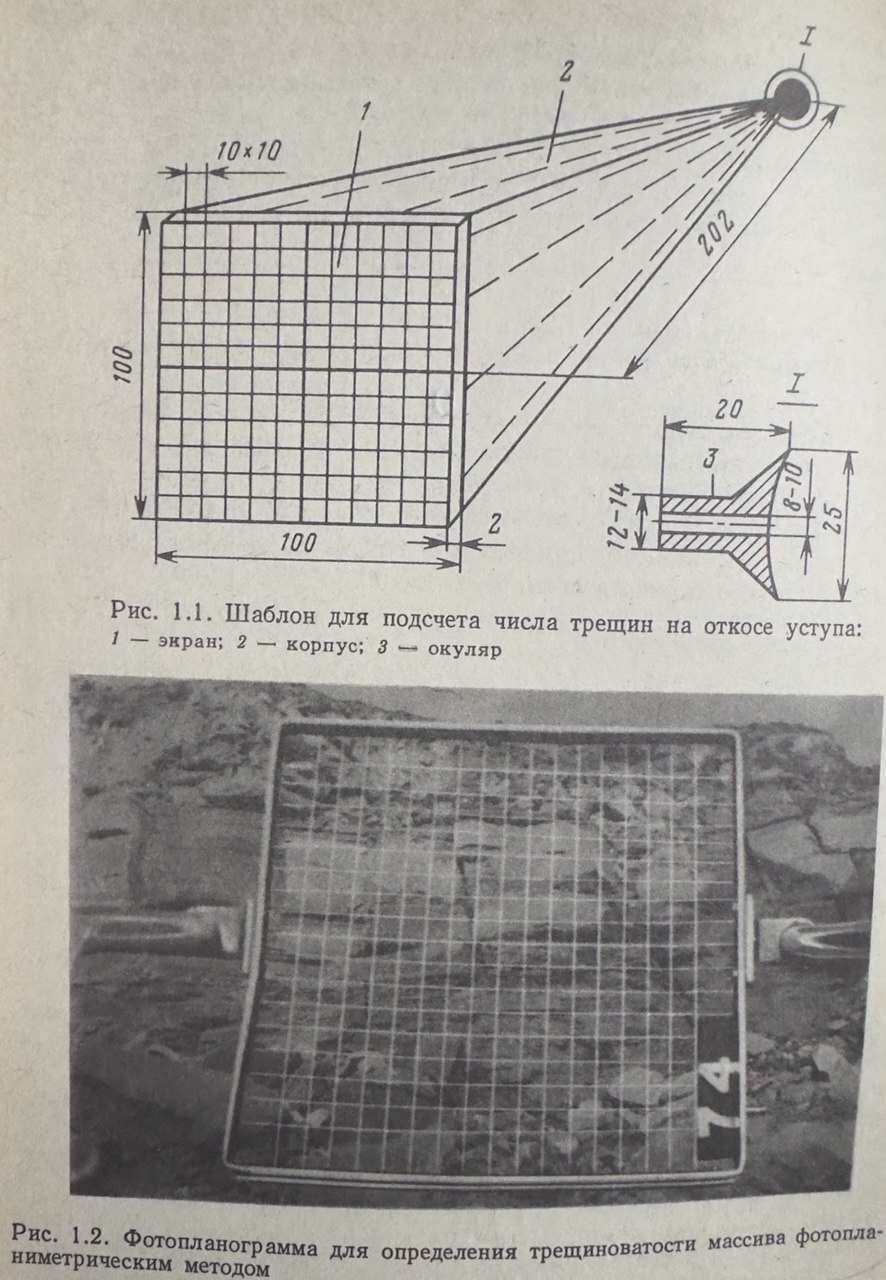 I
2
1
10×10
202
100
I
20
3
8-10
12-14
25
100
2
Рис. 1.1. Шаблон для подсчета числа трещин на откосе уступа:
1 — экран; 2 — корпус; 3 — окуляр
74
Рис. 1.2. Фотопланограмма для определения трещиноватости массива фотопла-
ниметрическим методом